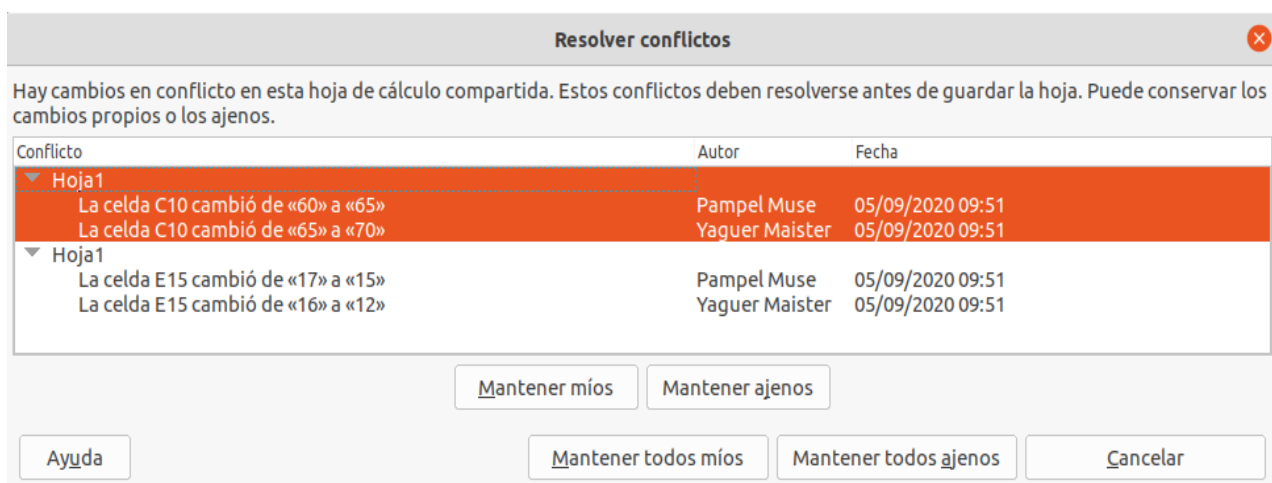 Resolver conflictos
Hay cambios en conflicto en esta hoja de cálculo compartida. Estos conflictos deben resolverse antes de guardar la hoja. Puede conservar los
cambios propios o los ajenos.
Conflicto Autor Fecha
Hoja1
La celda C10 cambió de «60» a «65» Pampel Muse 05/09/2020 09:51
La celda C10 cambió de «65» a «70» Yaguer Maister 05/09/2020 09:51
Hoja1
La celda E15 cambió de «17» a «15» Pampel Muse 05/09/2020 09:51
La celda E15 cambió de «16» a «12» Yaguer Maister 05/09/2020 09:51
Mantener míos Mantener ajenos
Ayuda Mantener todos míos Mantener todos ajenos Cancelar